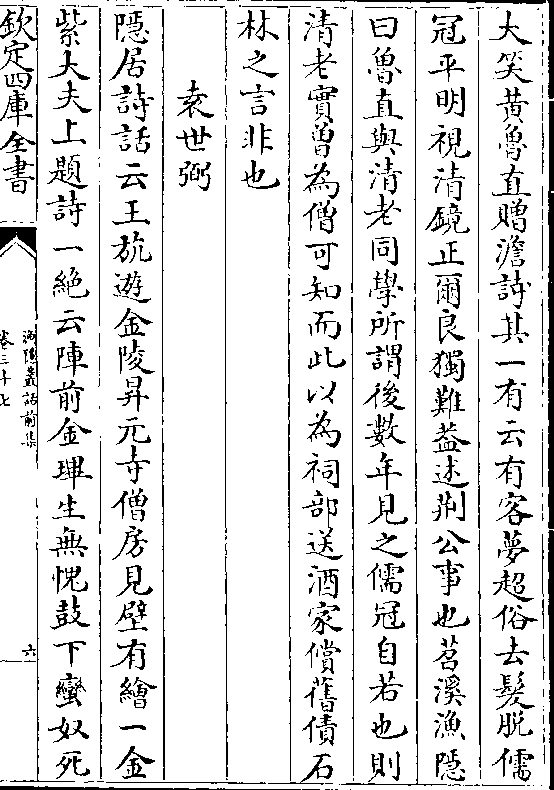 大笑黃魯直贈澹詩其一有云有客夢超俗去髮脫儒
冠平明視清鏡正爾良獨難葢述荆公事也苕溪漁隱
曰魯直與清老同學所謂後數年見之儒冠自若也則
清老實曽為僧可知而此以為祠部送酒家償舊債石
林之言非也
袁世弼
隱居詩話云王旊遊金陵昇元寺僧房見壁有繪一金
紫大夫上題詩一絶云陣前金琕生無愧鼓下蠻奴死
欽定四庫全書
漁隱叢話前集
卷三十七
六